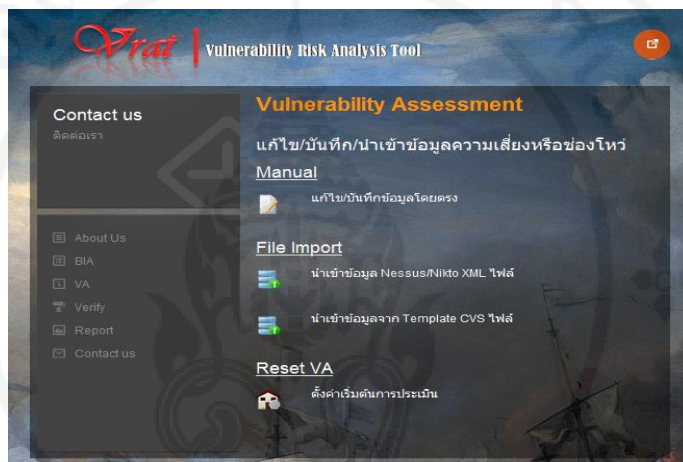 Vrat Vulnerability Risk Analysis Tool
Contact us
ติดต่อเรา
About Us
BIA
VA
Verify
Report
Contact us
Vulnerability Assessment
แก้ไข/บันทึก/นำเข้าข้อมูลความเสี่ยงหรือช่องโหว่
Manual
แก้ไข/บันทึกข้อมูลโดยตรง
File Import
นำเข้าข้อมูล Nessus/Nikto XML ไฟล์
นำเข้าข้อมูลจาก Template CVS ไฟล์
Reset VA
ตั้งค่าเริ่มต้นการประเมิน